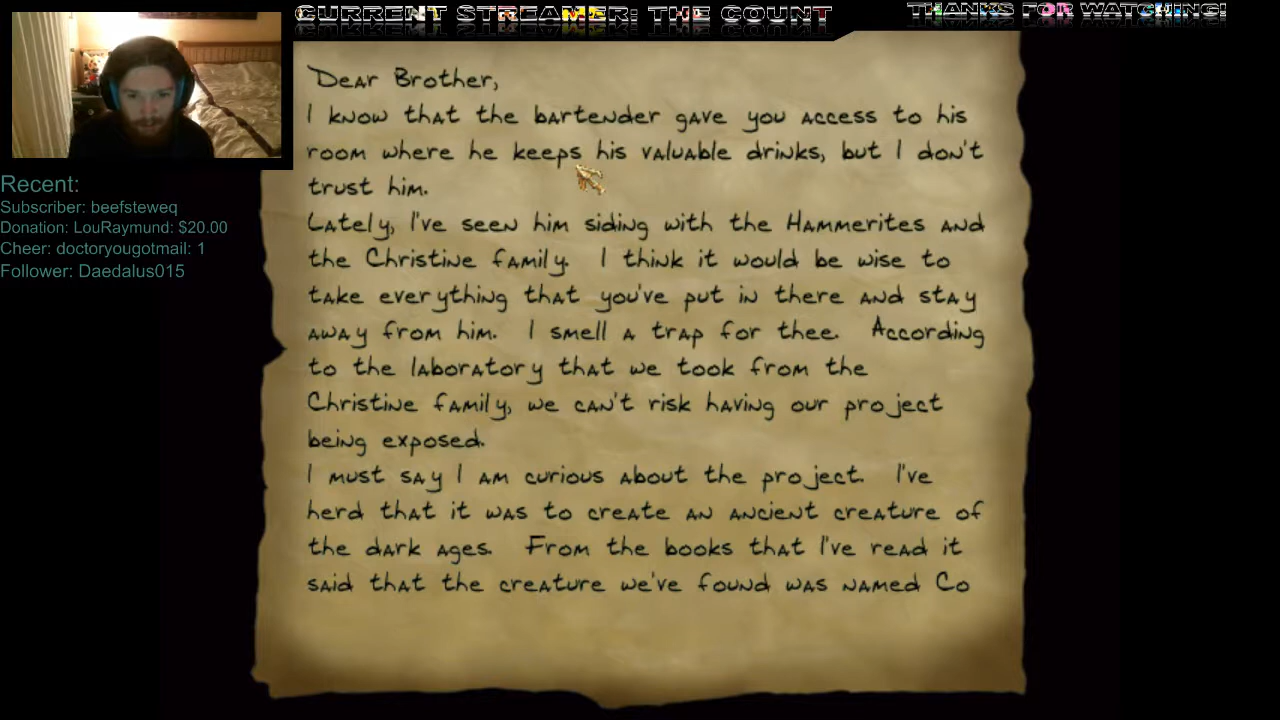 CURRENT STREAMER: THE COUNT
THANKS FOR WATCHING!
Recent:
Subscriber: beefsteweq
Donation: LouRaymund: $20.00
Cheer: doctoryougotmail: 1
Follower: Daedalus015
Dear Brother,
I know that the bartender gave you access to his
room where he keeps his valuable drinks, but I don't
trust him.
Lately, I've seen him siding with the Hammerites and
the Christine family.  I think it would be wise to
take everything that you've put in there and stay
away from him.  I smell a trap for thee.  According
to the laboratory that we took from the
Christine family, we can't risk having our project
being exposed.
I must say I am curious about the project.  I've
herd that it was to create an ancient creature of
the dark ages.  From the books that I've read it
said that the creature we've found was named Co